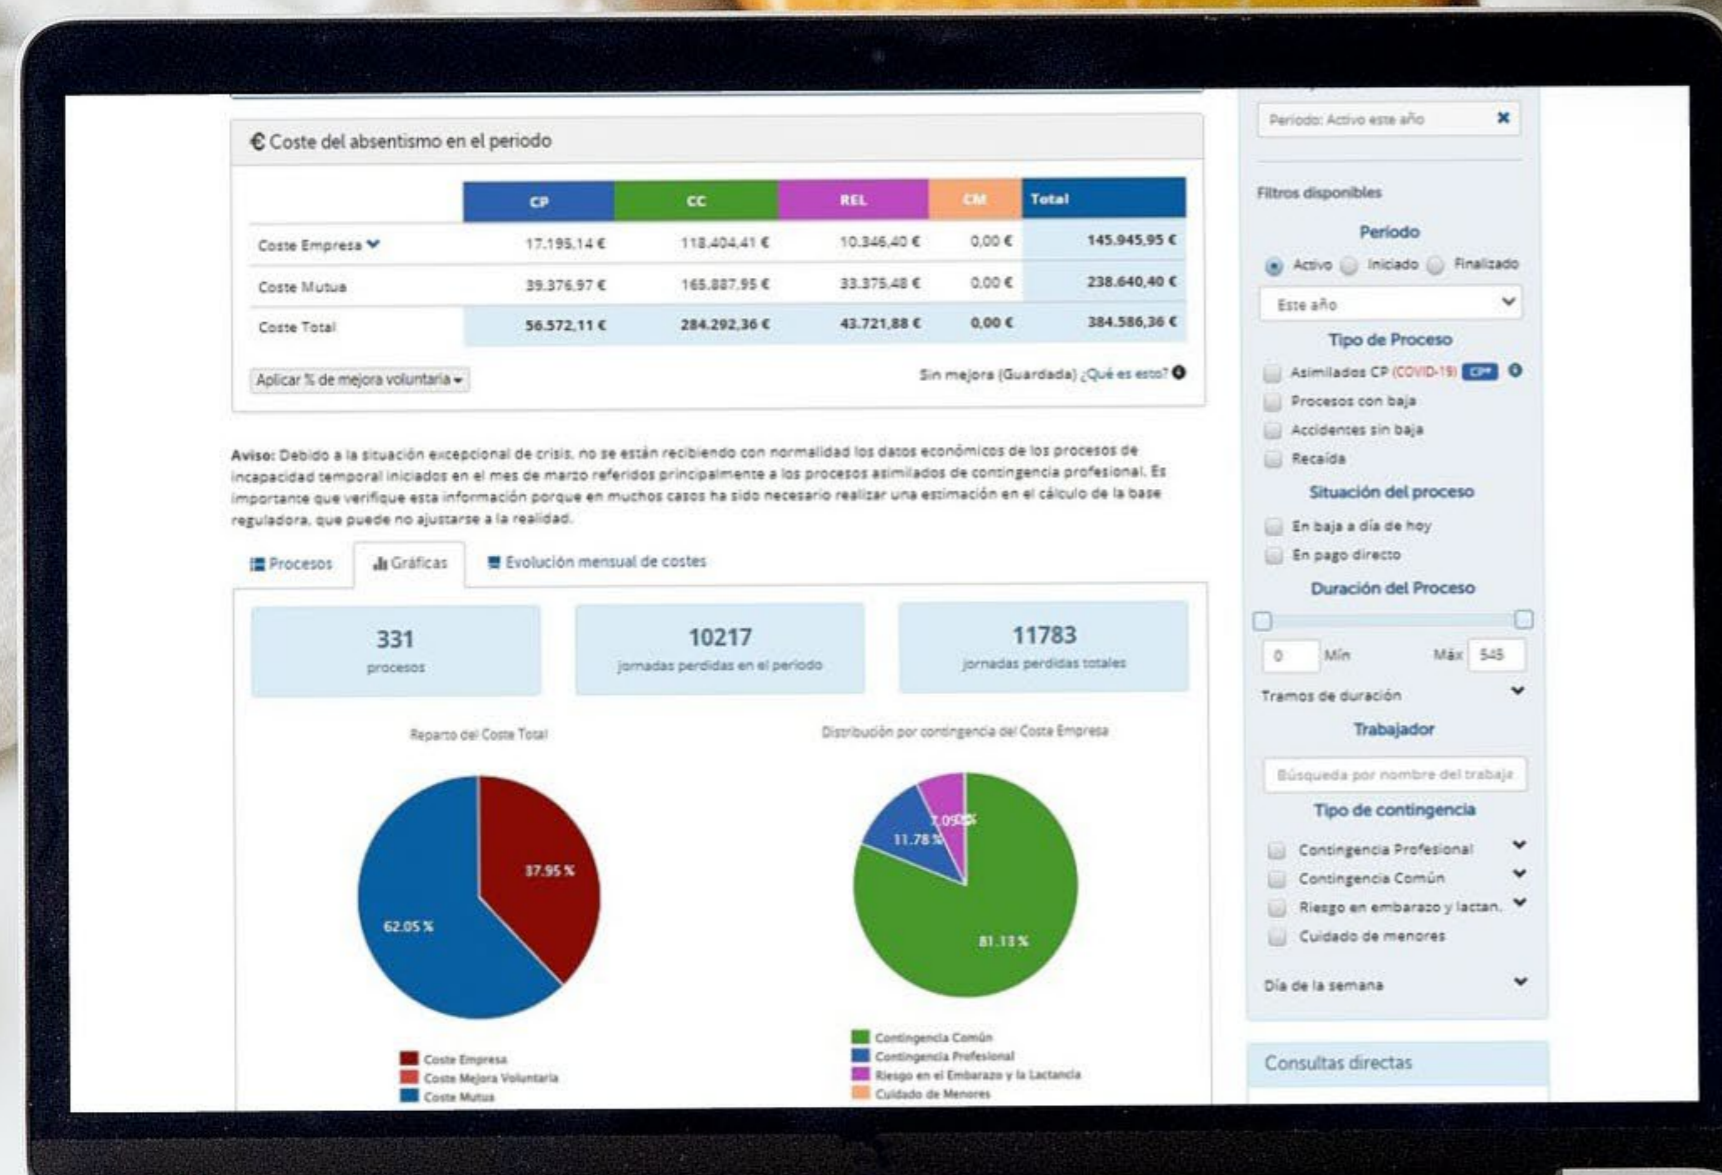 € Coste del absentismo en el periodo
CP CC REL CM Total
Coste Empresa 17.195,14 € 118.404,41 € 10.346,40 € 0,00 € 145.945,95 €
Coste Mutua 39.376,97 € 165.887,95 € 33.375,48 € 0,00 € 238.640,40 €
Coste Total 56.572,11 € 284.292,36 € 43.721,88 € 0,00 € 384.586,36 €
Aplicar % de mejora voluntaria
Sin mejora (Guardada) ¿Qué es esto?
Aviso: Debido a la situación excepcional de crisis, no se están recibiendo con normalidad los datos económicos de los procesos de
incapacidad temporal iniciados en el mes de marzo referidos principalmente a los procesos asimilados de contingencia profesional. Es
importante que verifique esta información porque en muchos casos ha sido necesario realizar una estimación en el cálculo de la base
reguladora, que puede no ajustarse a la realidad.
Procesos Gráficas Evolución mensual de costes
331 10217 11783
procesos jornadas perdidas en el periodo jornadas perdidas totales
Reparto del Coste Total
37.95 %
62.05 %
Coste Empresa
Coste Mejora Voluntaria
Coste Mutua
Distribución por contingencia del Coste Empresa
11.78 %
81.13 %
Contingencia Común
Contingencia Profesional
Riesgo en el Embarazo y la Lactancia
Cuidado de Menores
Periodo: Activo este año
Filtros disponibles
Periodo
Activo Iniciado Finalizado
Este año
Tipo de Proceso
Asimilados CP (COVID-19) CP*
Procesos con baja
Accidentes sin baja
Recaída
Situación del proceso
En baja a día de hoy
En pago directo
Duración del Proceso
0 Mín Máx 545
Tramos de duración
Trabajador
Búsqueda por nombre del trabaje
Tipo de contingencia
Contingencia Profesional
Contingencia Común
Riesgo en embarazo y lactan.
Cuidado de menores
Día de la semana
Consultas directas